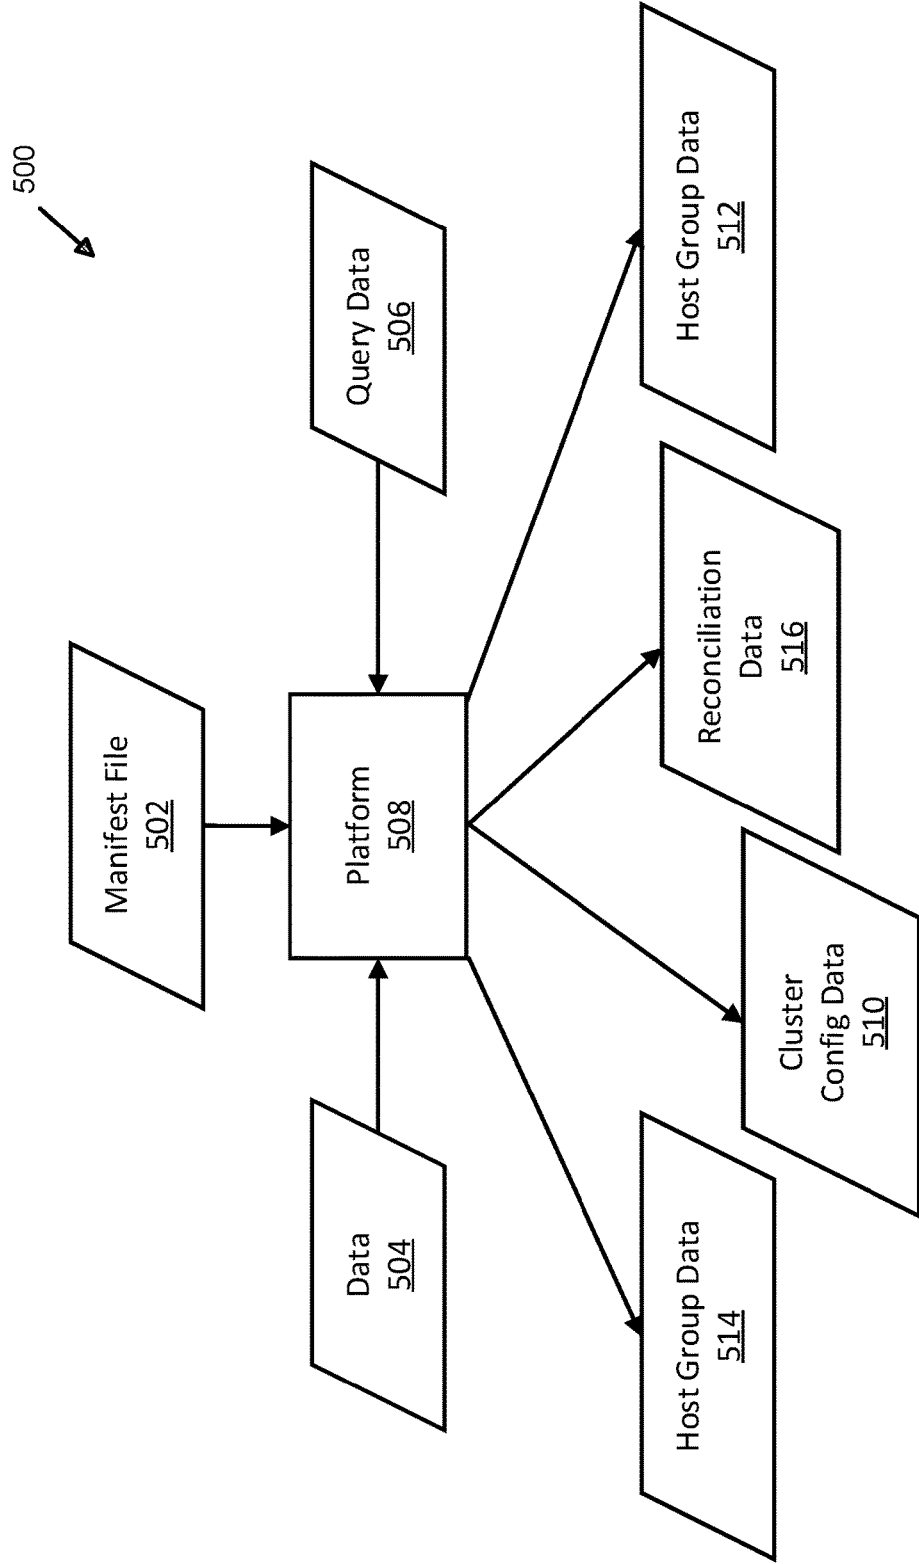 500
Manifest File
502
Data
504
Platform
508
Query Data
506
Host Group Data
514
Cluster
Config Data
510
Reconciliation
Data
516
Host Group Data
512